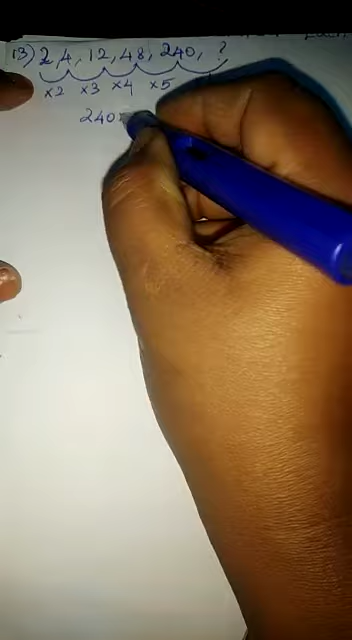 13) 2, 4, 12, 48, 240, ?
×2 ×3 ×4 ×5
240